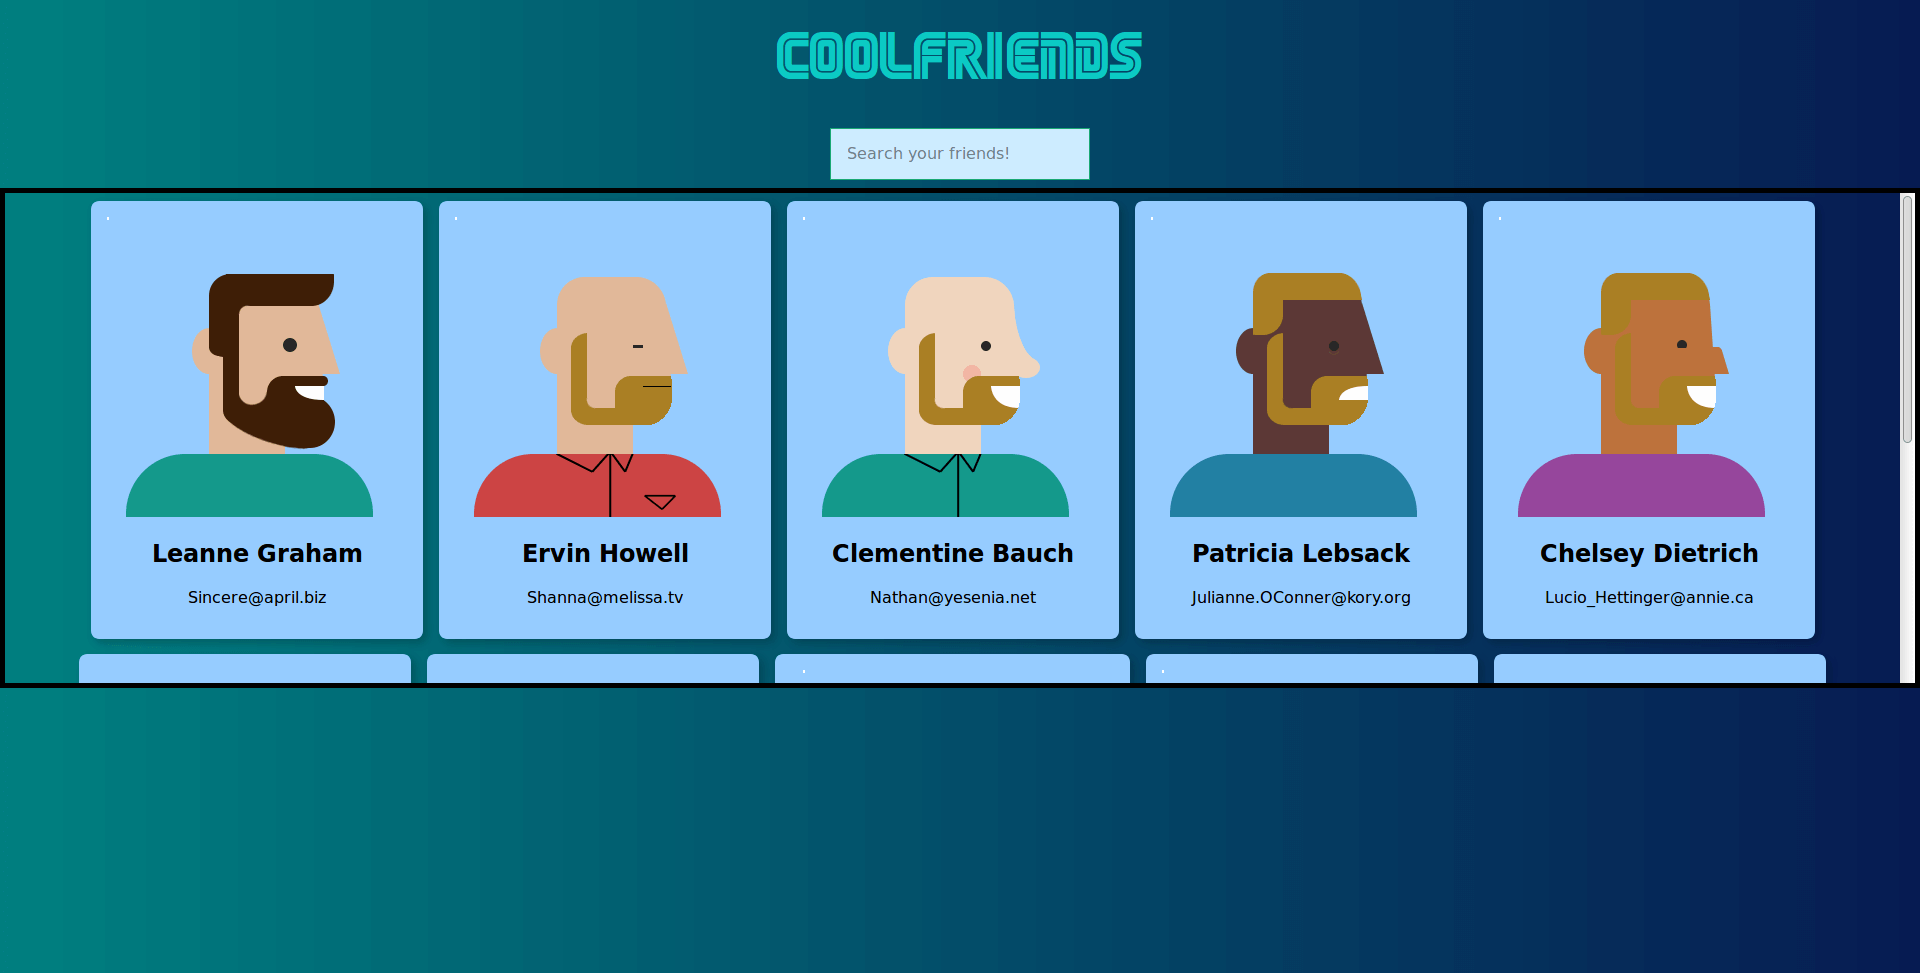 COOLFRIENDS
Search your friends!
Leanne Graham
Sincere@april.biz
Ervin Howell
Shanna@melissa.tv
Clementine Bauch
Nathan@yesenia.net
Patricia Lebsack
Julianne.OConner@kory.org
Chelsey Dietrich
Lucio_Hettinger@annie.ca